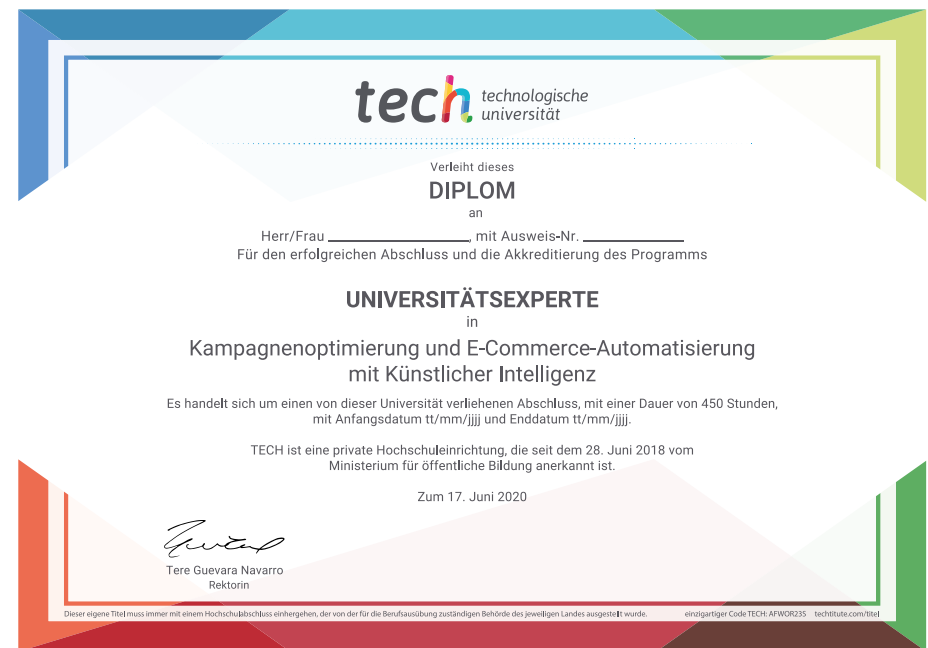 tech technologische
universität
Verleiht dieses
DIPLOM
an
Herr/Frau ____________________, mit Ausweis-Nr. ______________
Für den erfolgreichen Abschluss und die Akkreditierung des Programms
UNIVERSITÄTSEXPERTE
in
Kampagnenoptimierung und E-Commerce-Automatisierung
mit Künstlicher Intelligenz
Es handelt sich um einen von dieser Universität verliehenen Abschluss, mit einer Dauer von 450 Stunden,
mit Anfangsdatum tt/mm/jjjj und Enddatum tt/mm/jjjj.
TECH ist eine private Hochschuleinrichtung, die seit dem 28. Juni 2018 vom
Ministerium für öffentliche Bildung anerkannt ist.
Zum 17. Juni 2020
Tere Guevara Navarro
Rektorin
Dieser eigene Titel muss immer mit einem Hochschulabschluss einhergehen, der von der für die Berufsausübung zuständigen Behörde des jeweiligen Landes ausgestellt wurde. einzigartiger Code TECH: AFWOR23S techtitute.com/titel